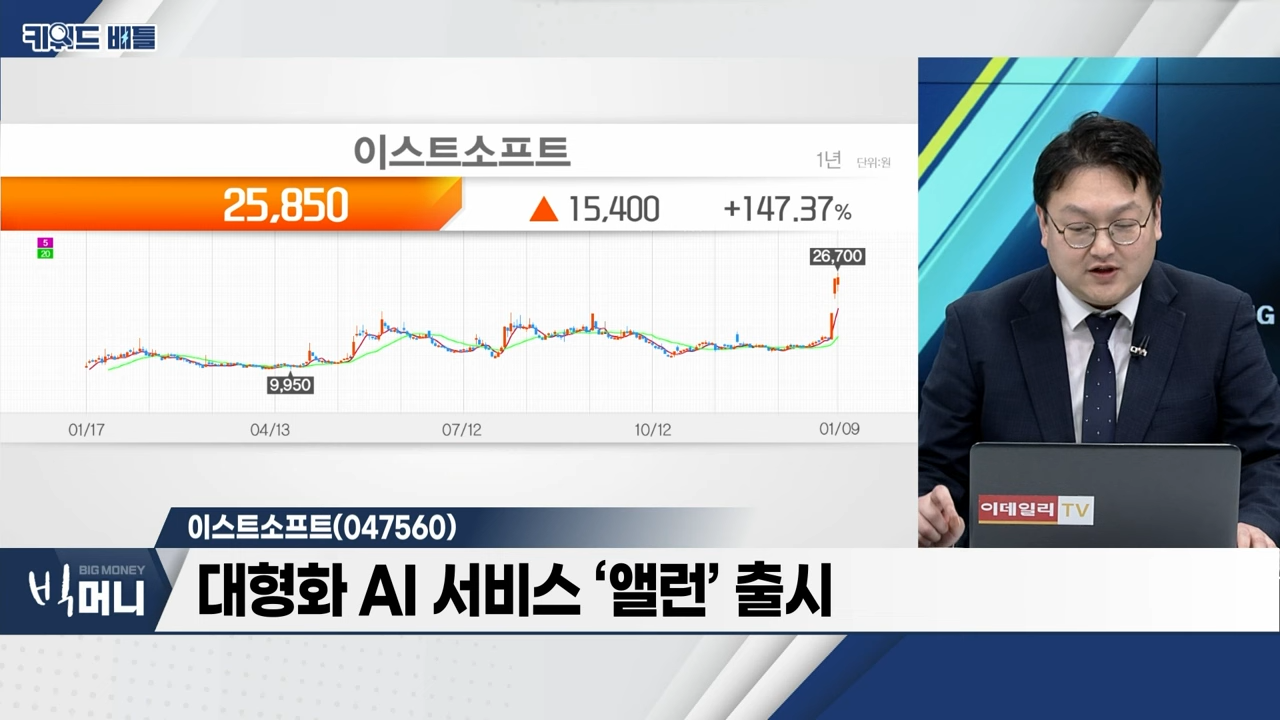 키워드 배틀
이스트소프트
1년 단위:원
25,850 ▲ 15,400 +147.37%
5
20
26,700
9,950
01/17 04/13 07/12 10/12 01/09
G
이데일리TV
이스트소프트(047560)
BIG MONEY
빅머니
대형화 AI 서비스 ‘앨런’ 출시